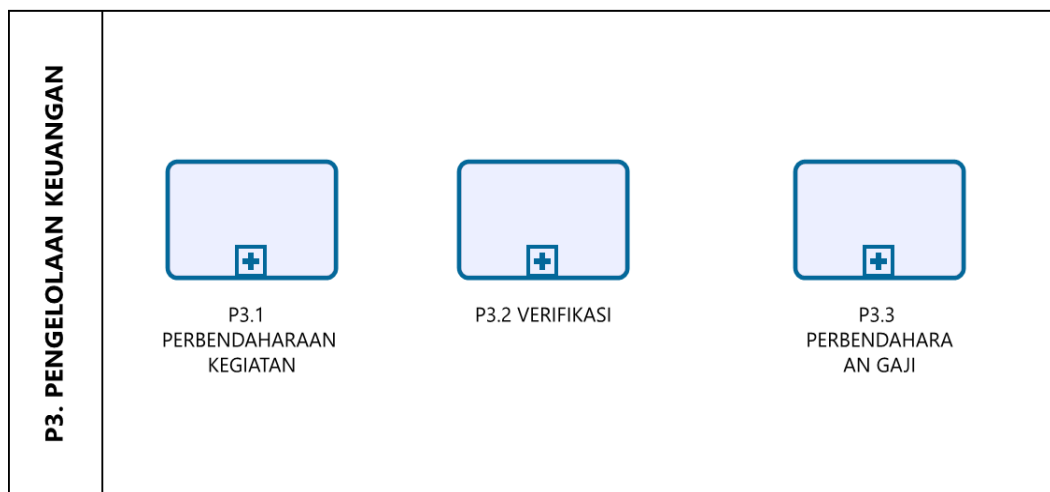 P3. PENGELOLAAN KEUANGAN
P3.1
PERBENDAHARAAN
KEGIATAN
P3.2 VERIFIKASI
P3.3
PERBENDAHARA
AN GAJI